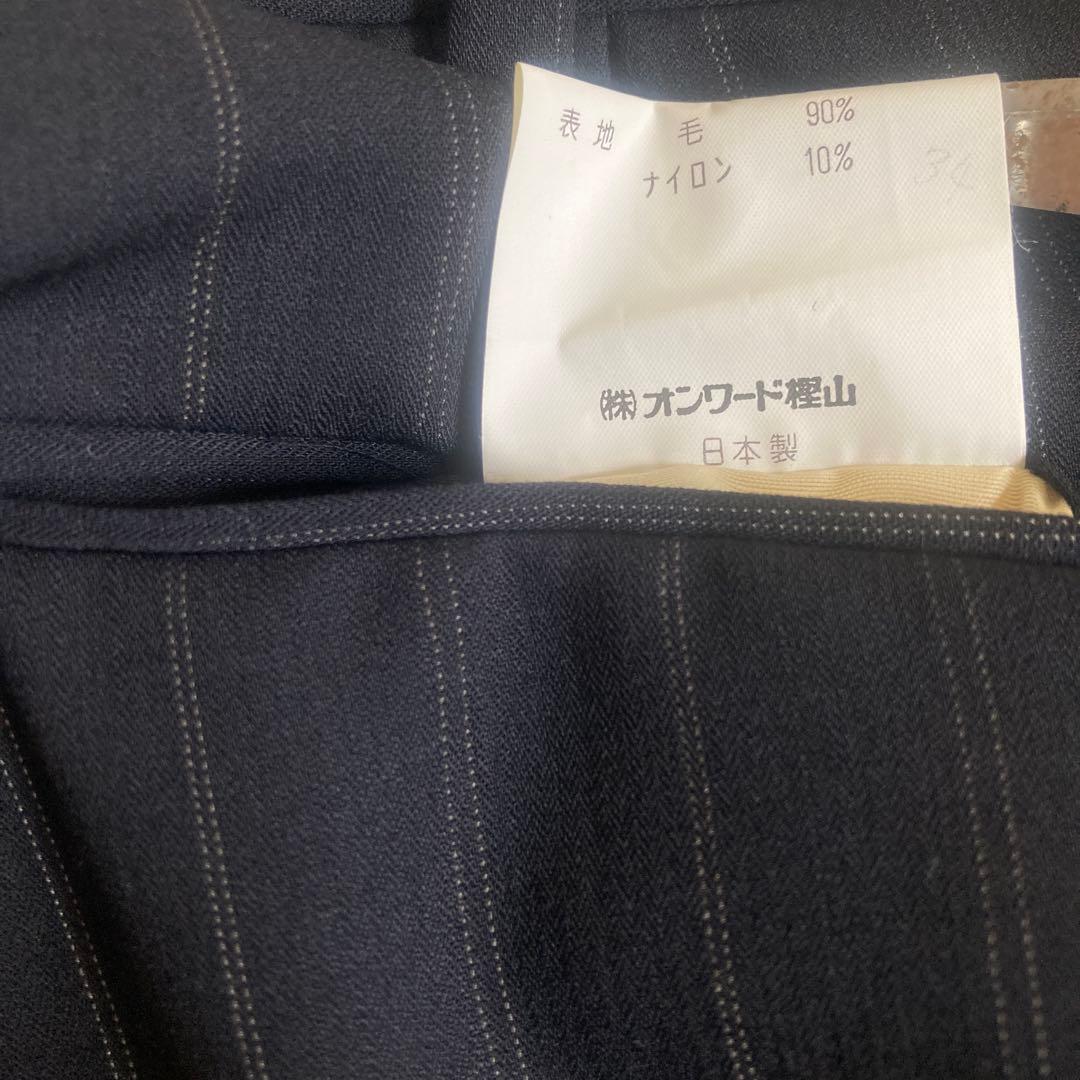 表地 毛 90%
ナイロン 10%
㈱オンワード樫山
日本製